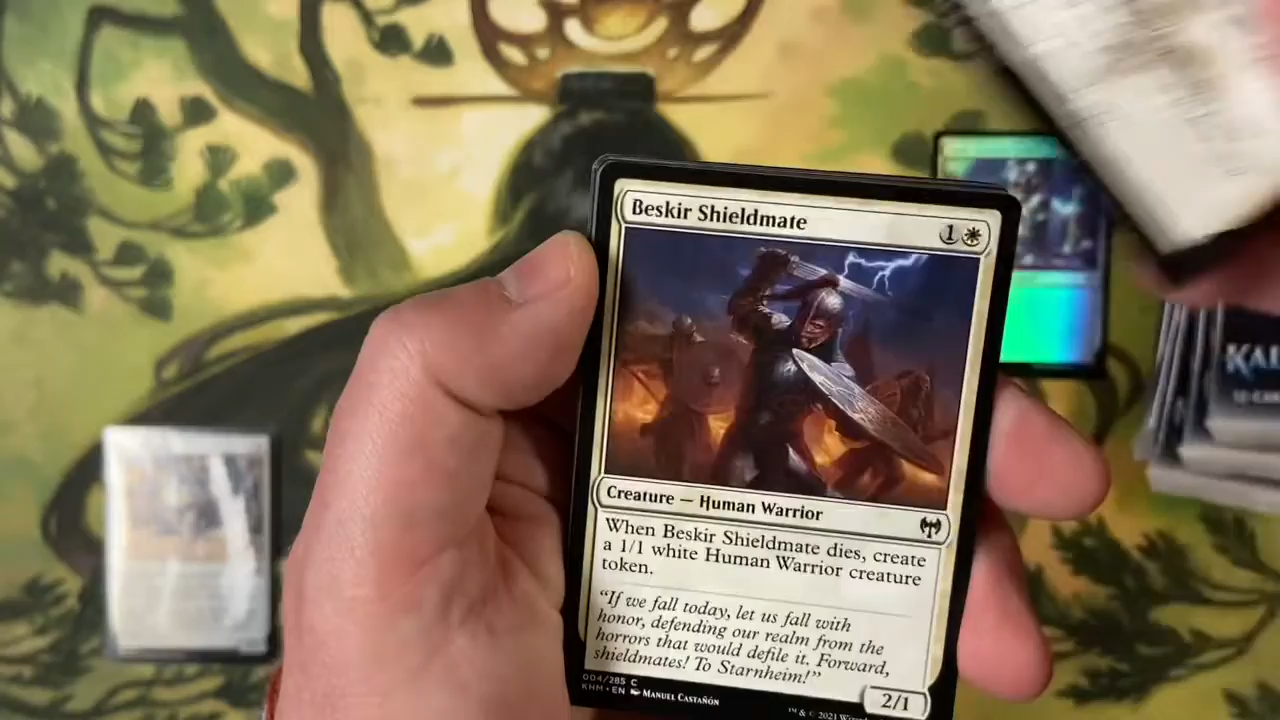 Beskir Shieldmate
1
Creature — Human Warrior
When Beskir Shieldmate dies, create
a 1/1 white Human Warrior creature
token.
“If we fall today, let us fall with
honor, defending our realm from the
horrors that would defile it. Forward,
shieldmates! To Starnheim!”
2/1
004/285 C
KHM • EN Manuel Castañón
™ & © 2021
KAL